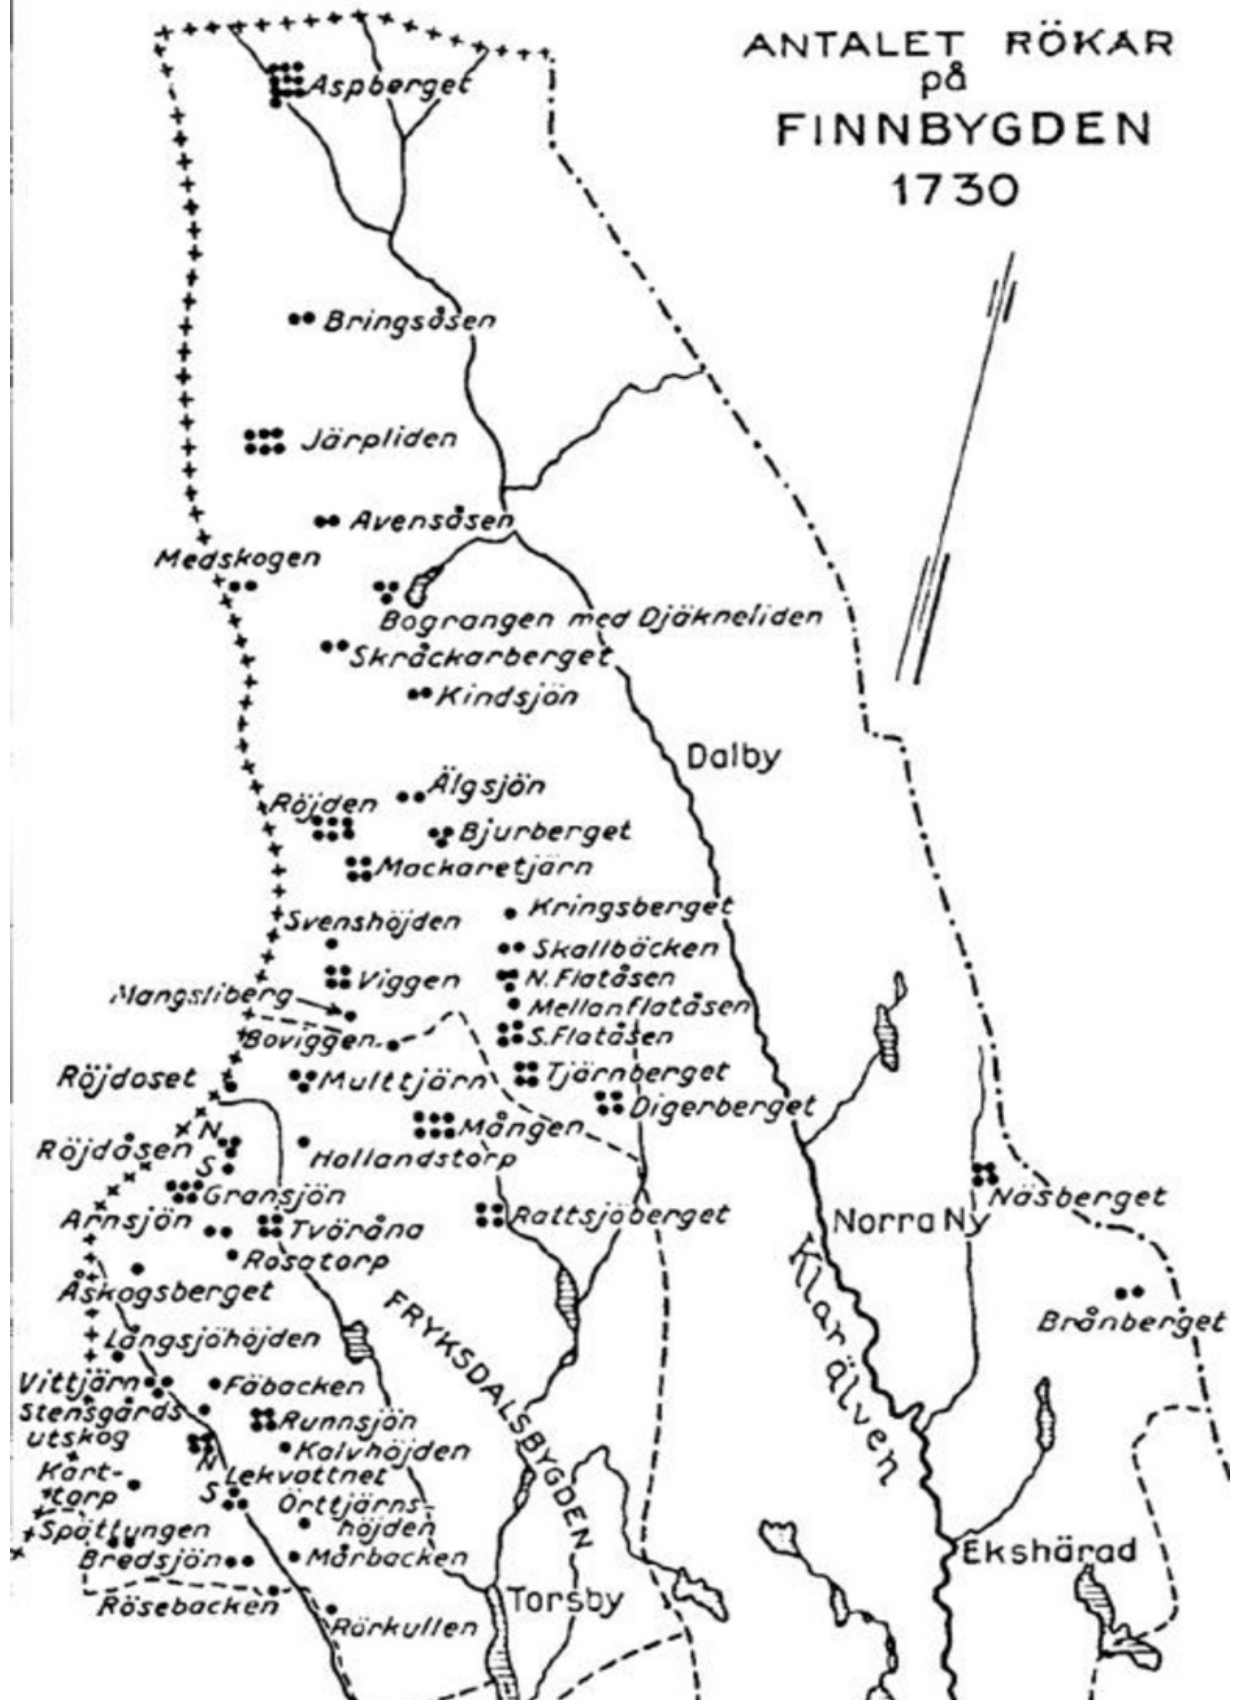 ANTALET RÖKAR
på
FINNBYGDEN
1730
Aspberget
Bringsåsen
Järpliden
Avensåsen
Medskogen
Bograngen med Djäkneliden
Skråckarberget
Kindsjön
Dalby
Älgsjön
Röjden
Bjurberget
Mackaretjärn
Kringsberget
Svenshöjden
Skallbäcken
Viggen
N. Flatåsen
Mangsliberg
Mellanflatåsen
Boviggen
S. Flatåsen
Röjdoset
Multtjärn
Tjärnberget
Digerberget
Mången
N
Röjdåsen
S
Hollandstorp
Gransjön
Näsberget
Arnsjön
Tvöråna
Rattsjöberget
Norra Ny
Rosatorp
Åskogsberget
Klarälven
FRYKSDALSBYGDEN
Brånberget
Långsjöhöjden
Vittjärn
Fäbacken
Stensgårds
utskog
Runnsjön
Kalvhöjden
N
Lekvattnet
S
Kart-
torp
Örttjärns-
höjden
Spättungen
Bredsjön
Mårbacken
Ekshärad
Rösebacken
Torsby
Rörkullen